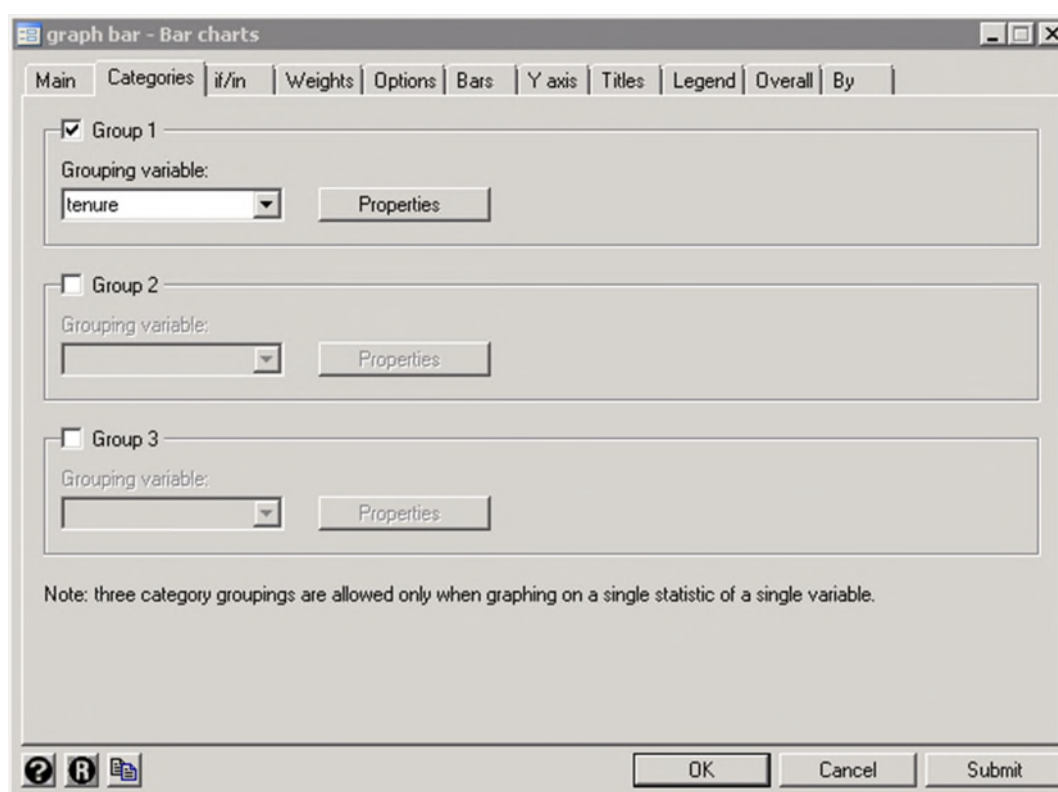 graph bar - Bar charts
Main Categories if/in Weights Options Bars Y axis Titles Legend Overall By
Group 1
Grouping variable:
tenure Properties
Group 2
Grouping variable:
Properties
Group 3
Grouping variable:
Properties
Note: three category groupings are allowed only when graphing on a single statistic of a single variable.
? R OK Cancel Submit